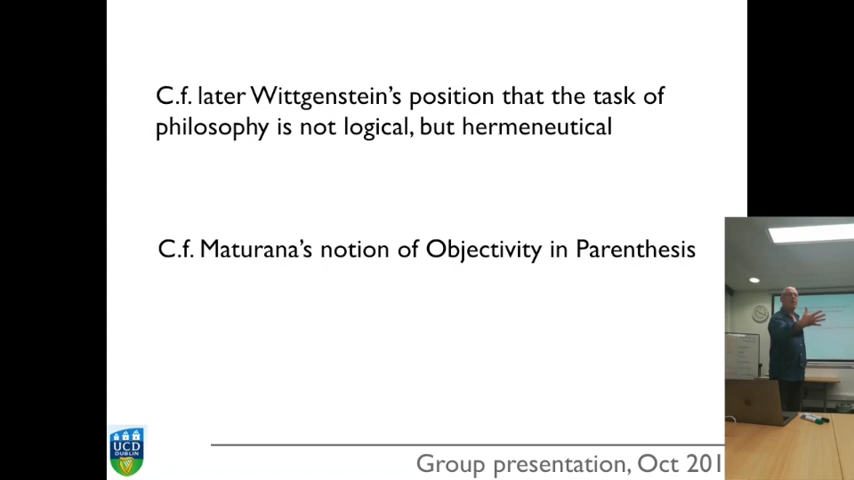 C.f. later Wittgenstein's position that the task of
philosophy is not logical, but hermeneutical
C.f. Maturana's notion of Objectivity in Parenthesis
UCD
DUBLIN
Group presentation, Oct 201